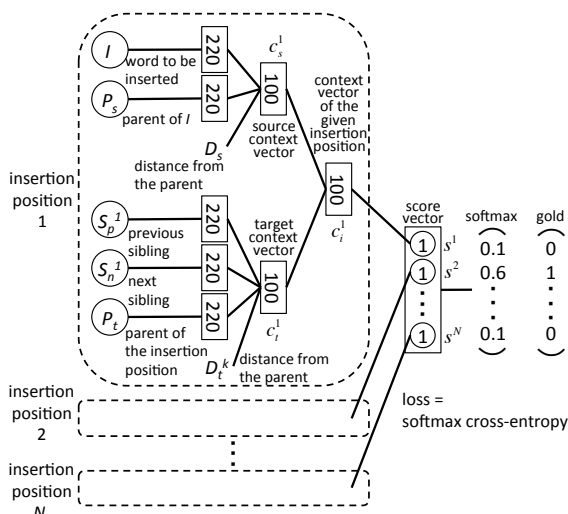 insertion
position
1
I
word to be
inserted
220
P_s
parent of I
220
D_s
distance from
the parent
c_s^1
100
source
context
vector
context
vector
of the
given
insertion
position
100
c_i^1
S_p^1
previous
sibling
220
S_n^1
next
sibling
220
P_t
parent of
the insertion
position
220
D_t^k
distance from
the parent
target
context
vector
100
c_t^1
score
vector
softmax
gold
1 s^1 0.1 0
1 s^2 0.6 1
1 s^N 0.1 0
insertion
position
2
insertion
position
N
loss =
softmax cross-entropy